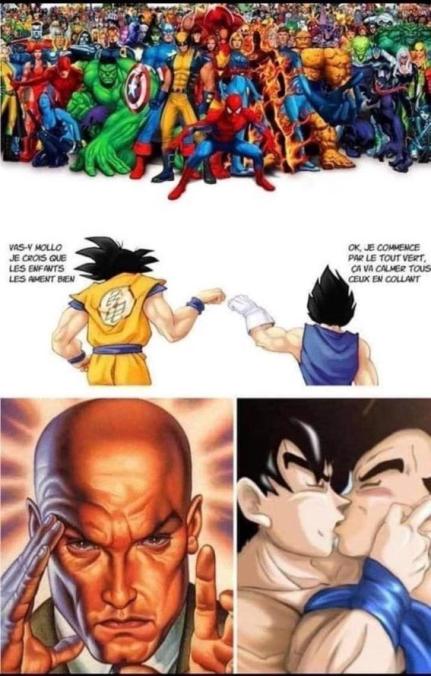 VAS-Y MOLLO
JE CROIS QUE
LES ENFANTS
LES AIMENT BIEN
OK, JE COMMENCE
PAR LE TOUT VERT,
ÇA VA CALMER TOUS
CEUX EN COLLANT